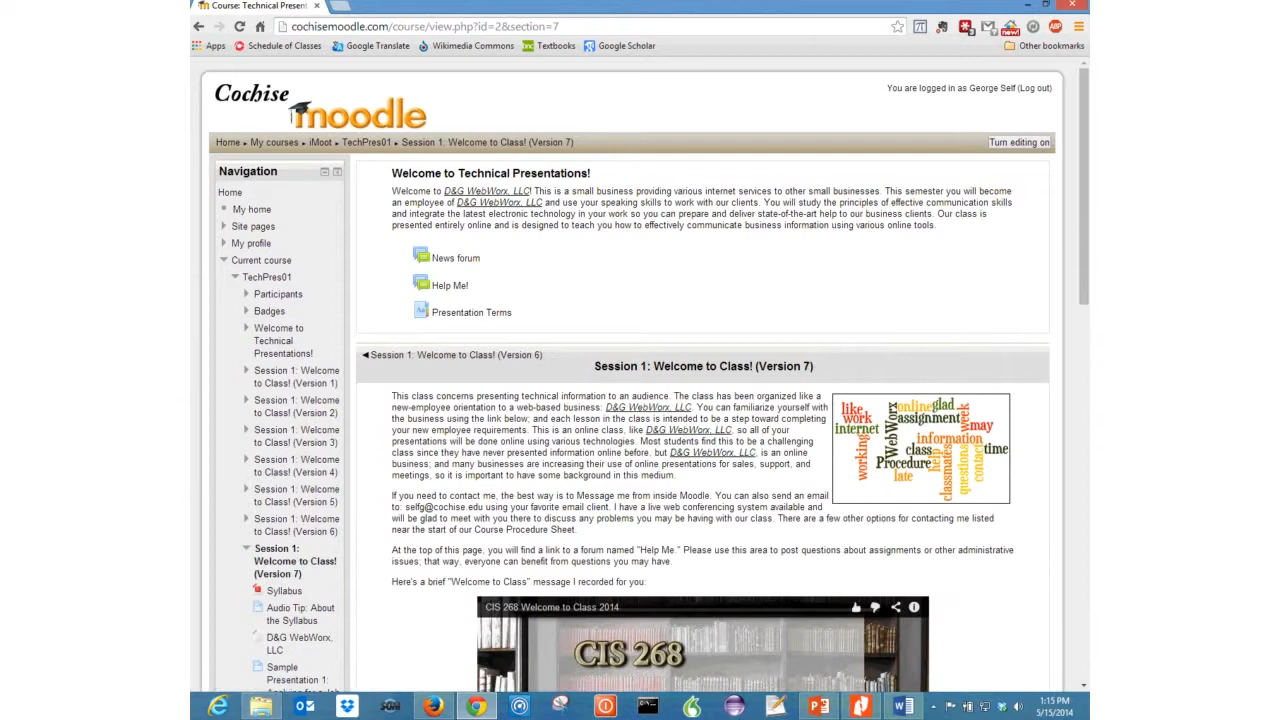 Course: Technical Present
cochisemoodle.com/course/view.php?id=2&section=7
Apps Schedule of Classes Google Translate Wikimedia Commons Textbooks Google Scholar Other bookmarks
Cochise
moodle
You are logged in as George Self (Log out)
Home ▸ My courses ▸ iMoot ▸ TechPres01 ▸ Session 1: Welcome to Class! (Version 7)
Turn editing on
Navigation
Home
My home
Site pages
My profile
Current course
TechPres01
Participants
Badges
Welcome to
Technical
Presentations!
Session 1: Welcome
to Class! (Version 1)
Session 1: Welcome
to Class! (Version 2)
Session 1: Welcome
to Class! (Version 3)
Session 1: Welcome
to Class! (Version 4)
Session 1: Welcome
to Class! (Version 5)
Session 1: Welcome
to Class! (Version 6)
Session 1:
Welcome to Class!
(Version 7)
Syllabus
Audio Tip: About
the Syllabus
D&G WebWorx,
LLC
Sample
Presentation 1:
Welcome to Technical Presentations!
Welcome to D&G WebWorx, LLC! This is a small business providing various internet services to other small businesses. This semester you will become
an employee of D&G WebWorx, LLC and use your speaking skills to work with our clients. You will study the principles of effective communication skills
and integrate the latest electronic technology in your work so you can prepare and deliver state-of-the-art help to our business clients. Our class is
presented entirely online and is designed to teach you how to effectively communicate business information using various online tools.
News forum
Help Me!
Presentation Terms
◀ Session 1: Welcome to Class! (Version 6)
Session 1: Welcome to Class! (Version 7)
This class concerns presenting technical information to an audience. The class has been organized like a
new-employee orientation to a web-based business: D&G WebWorx, LLC. You can familiarize yourself with
the business using the link below; and each lesson in the class is intended to be a step toward completing
your new employee requirements. This is an online class, like D&G WebWorx, LLC, so all of your
presentations will be done online using various technologies. Most students find this to be a challenging
class since they have never presented information online before, but D&G WebWorx, LLC. is an online
business; and many businesses are increasing their use of online presentations for sales, support, and
meetings, so it is important to have some background in this medium.
like
work
internet
working
WebWorx
online
glad
assignment
week
may
information
class
Procedure
help
late
classmates
questions
contact
time
If you need to contact me, the best way is to Message me from inside Moodle. You can also send an email
to: selfg@cochise.edu using your favorite email client. I have a live web conferencing system available and
will be glad to meet with you there to discuss any problems you may be having with our class. There are a few other options for contacting me listed
near the start of our Course Procedure Sheet.
At the top of this page, you will find a link to a forum named "Help Me." Please use this area to post questions about assignments or other administrative
issues; that way, everyone can benefit from questions you may have.
Here's a brief "Welcome to Class" message I recorded for you:
CIS 268 Welcome to Class 2014
CIS 268
1:15 PM
5/15/2014